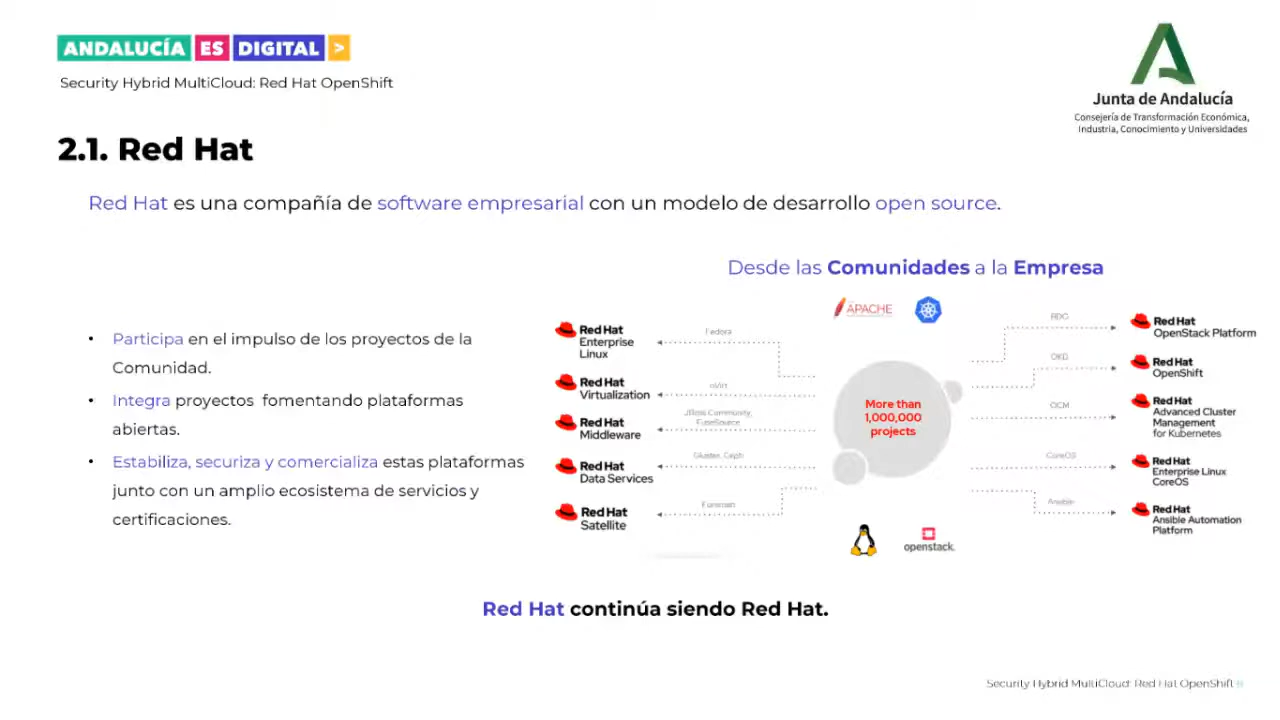 ANDALUCÍA ES DIGITAL >
Security Hybrid MultiCloud: Red Hat OpenShift
Junta de Andalucía
Consejería de Transformación Económica,
Industria, Conocimiento y Universidades
2.1. Red Hat
Red Hat es una compañía de software empresarial con un modelo de desarrollo open source.
• Participa en el impulso de los proyectos de la
Comunidad.
• Integra proyectos fomentando plataformas
abiertas.
• Estabiliza, securiza y comercializa estas plataformas
junto con un amplio ecosistema de servicios y
certificaciones.
Desde las Comunidades a la Empresa
APACHE
Red Hat
Enterprise
Linux
Fedora
Red Hat
Virtualization
oVirt
Red Hat
Middleware
JBoss Community,
FuseSource
Red Hat
Data Services
Gluster, Ceph
Red Hat
Satellite
Foreman
More than
1,000,000
projects
openstack.
RDO
Red Hat
OpenStack Platform
OKD
Red Hat
OpenShift
OCM
Red Hat
Advanced Cluster
Management
for Kubernetes
CoreOS
Red Hat
Enterprise Linux
CoreOS
Ansible
Red Hat
Ansible Automation
Platform
Red Hat continúa siendo Red Hat.
Security Hybrid MultiCloud: Red Hat OpenShift